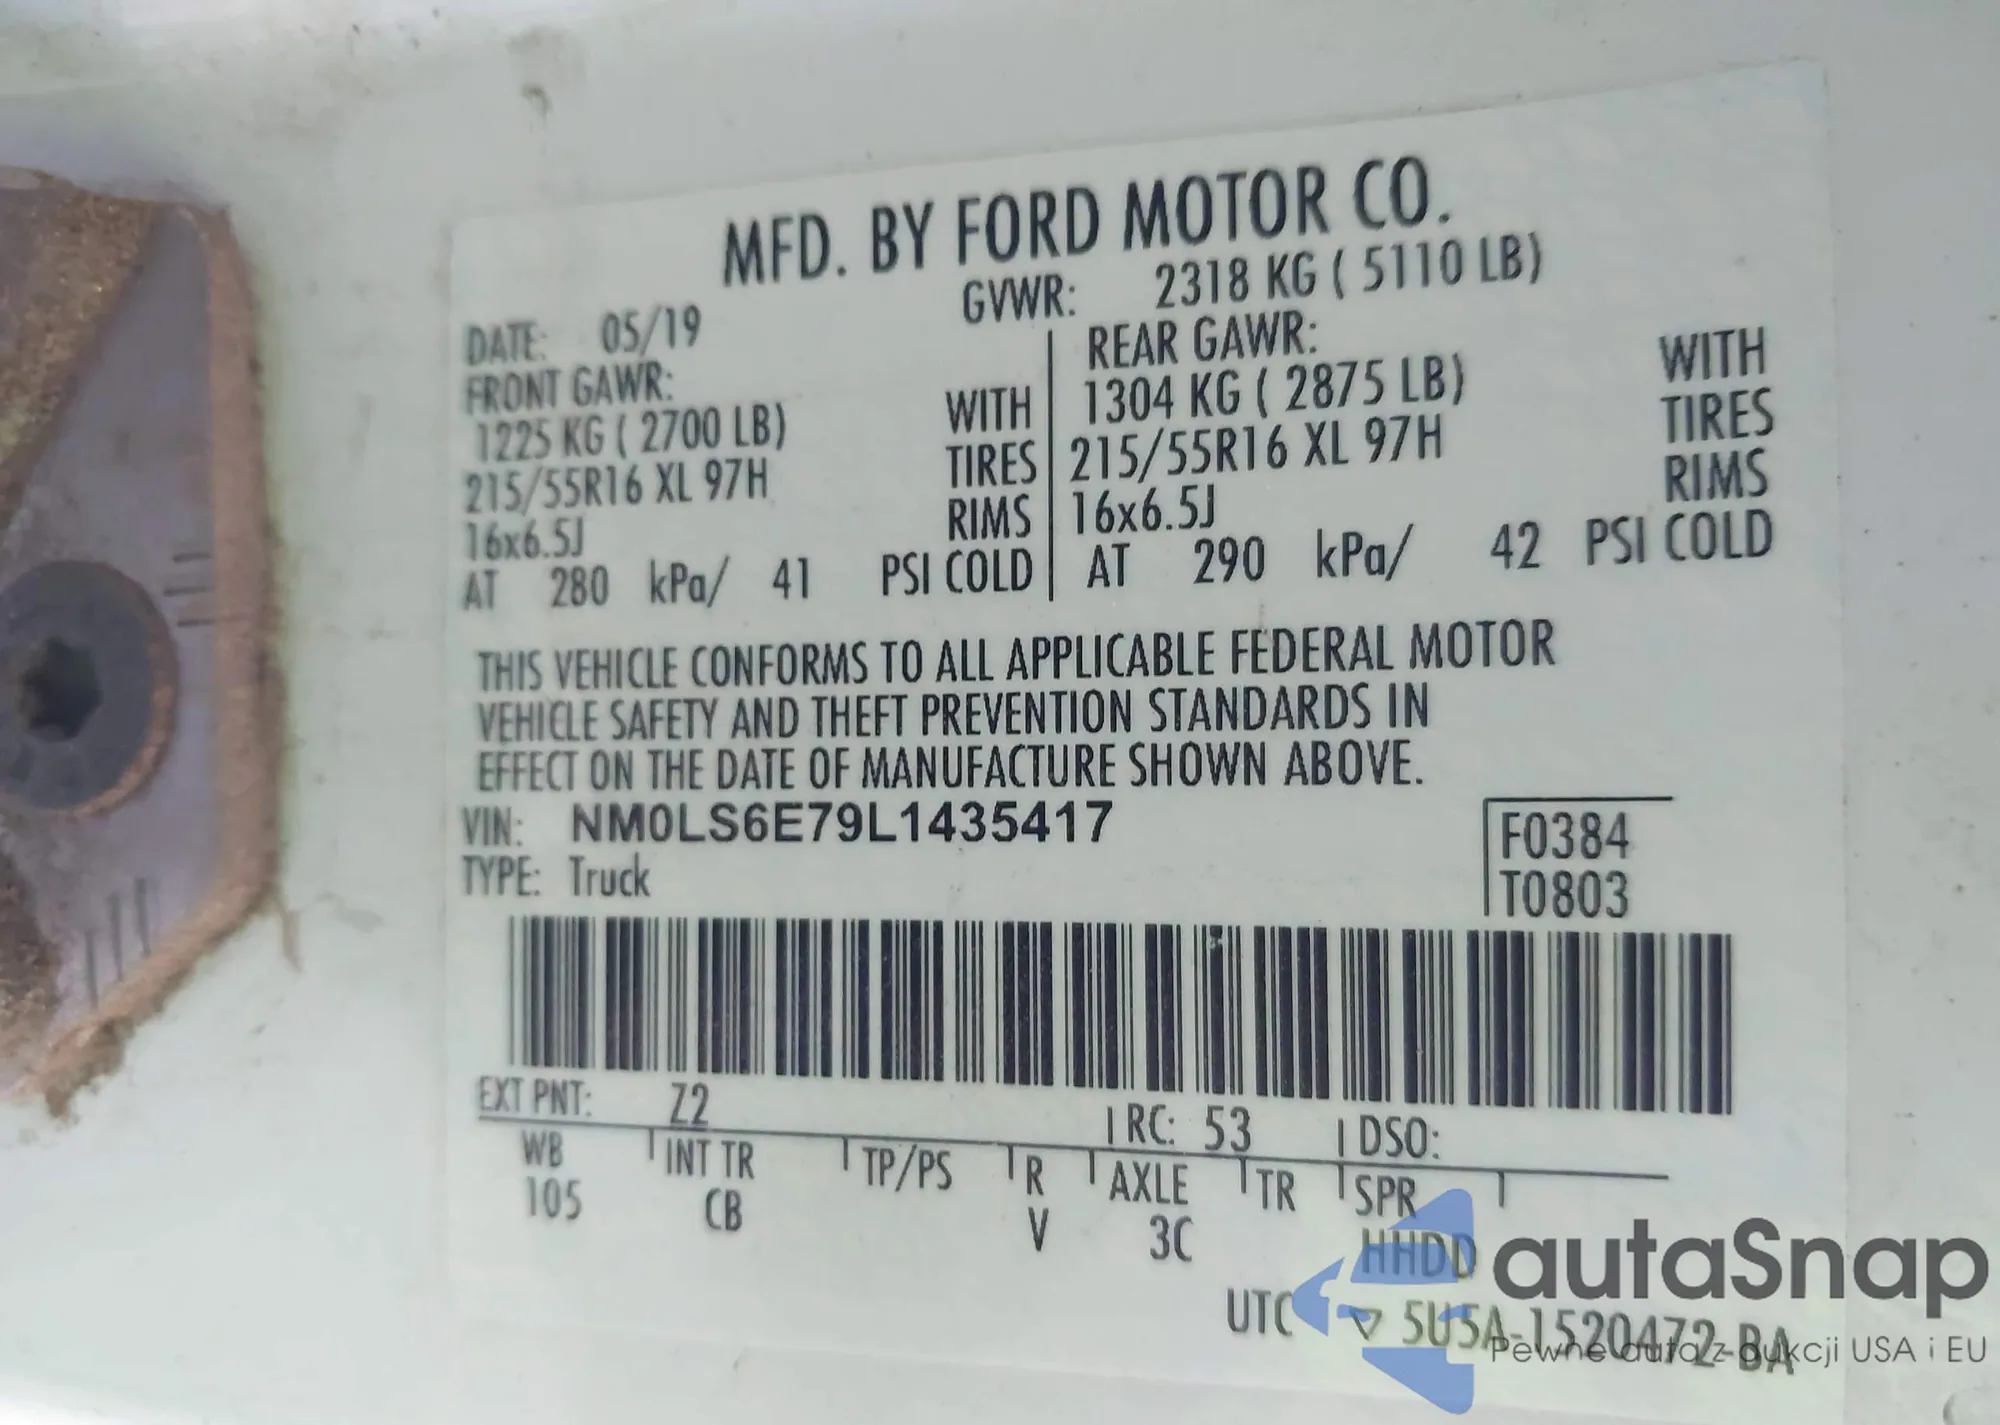 MFD. BY FORD MOTOR CO.
DATE: 05/19 GVWR: 2318 KG ( 5110 LB)
FRONT GAWR: REAR GAWR:
1225 KG ( 2700 LB) WITH 1304 KG ( 2875 LB) WITH
215/55R16 XL 97H TIRES 215/55R16 XL 97H TIRES
16x6.5J RIMS 16x6.5J RIMS
AT 280 kPa/ 41 PSI COLD AT 290 kPa/ 42 PSI COLD
THIS VEHICLE CONFORMS TO ALL APPLICABLE FEDERAL MOTOR
VEHICLE SAFETY AND THEFT PREVENTION STANDARDS IN
EFFECT ON THE DATE OF MANUFACTURE SHOWN ABOVE.
VIN: NM0LS6E79L1435417 F0384
TYPE: Truck T0803
EXT PNT: Z2 RC: 53 DSO:
WB INT TR TP/PS R AXLE TR SPR
105 CB V 3C HHDD
UTC ▽ 5U5A-1520472-BA
autaSnap
Pewne auta z aukcji USA i EU